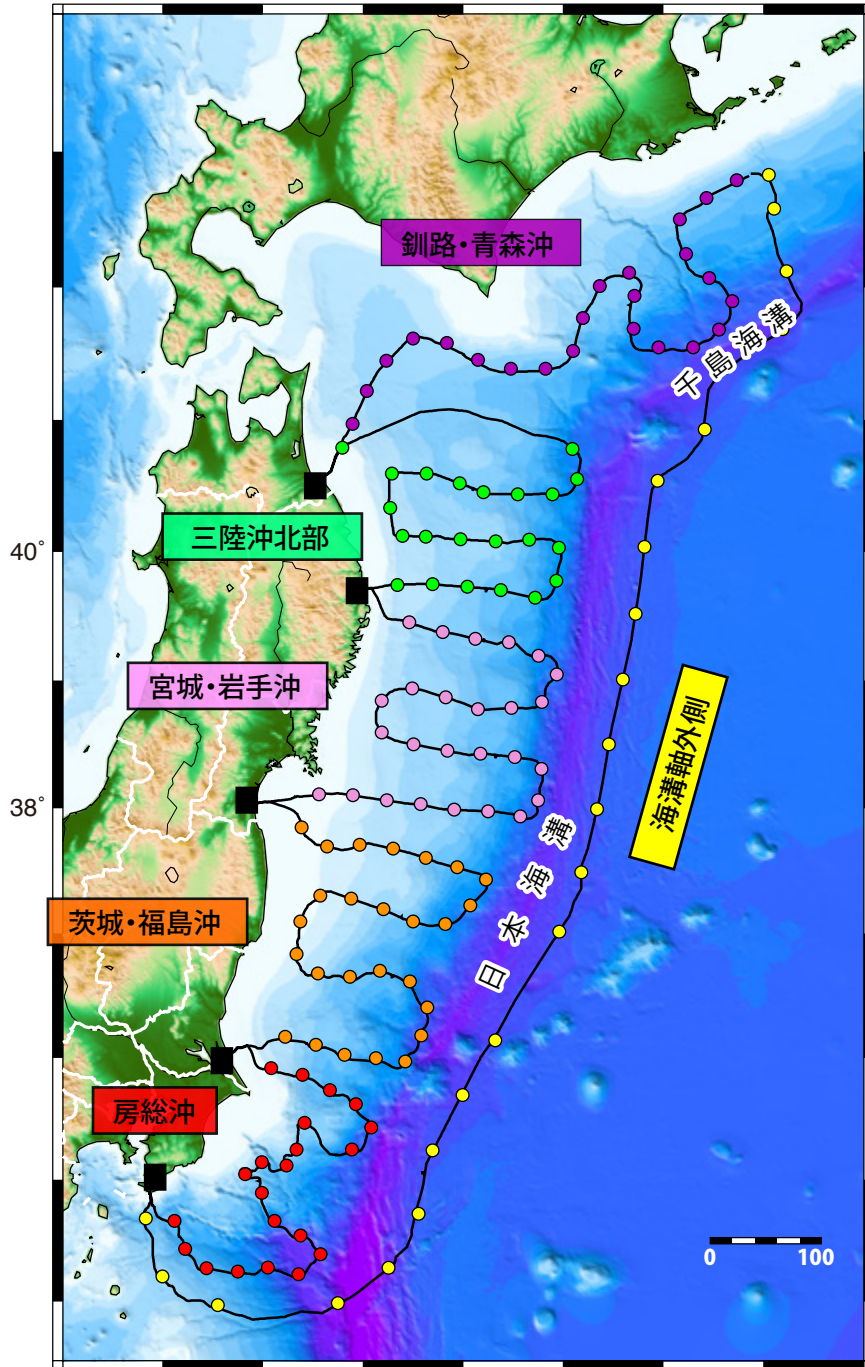 釧路・青森沖
千島海溝
三陸沖北部
40°
宮城・岩手沖
海溝軸外側
38°
日本海溝
茨城・福島沖
房総沖
0 100